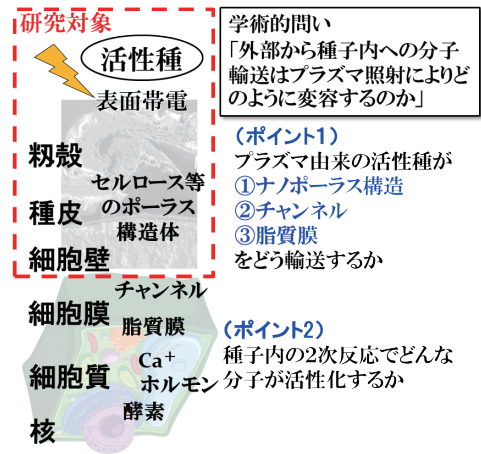 研究対象
活性種
表面帯電
籾殻
種皮
細胞壁
セルロース等
のポーラス
構造体
細胞膜
細胞質
核
チャンネル
脂質膜
Ca+
ホルモン
酵素
学術的問い
「外部から種子内への分子
輸送はプラズマ照射によりど
のように変容するのか」
（ポイント1）
プラズマ由来の活性種が
①ナノポーラス構造
②チャンネル
③脂質膜
をどう輸送するか
（ポイント2）
種子内の2次反応でどんな
分子が活性化するか